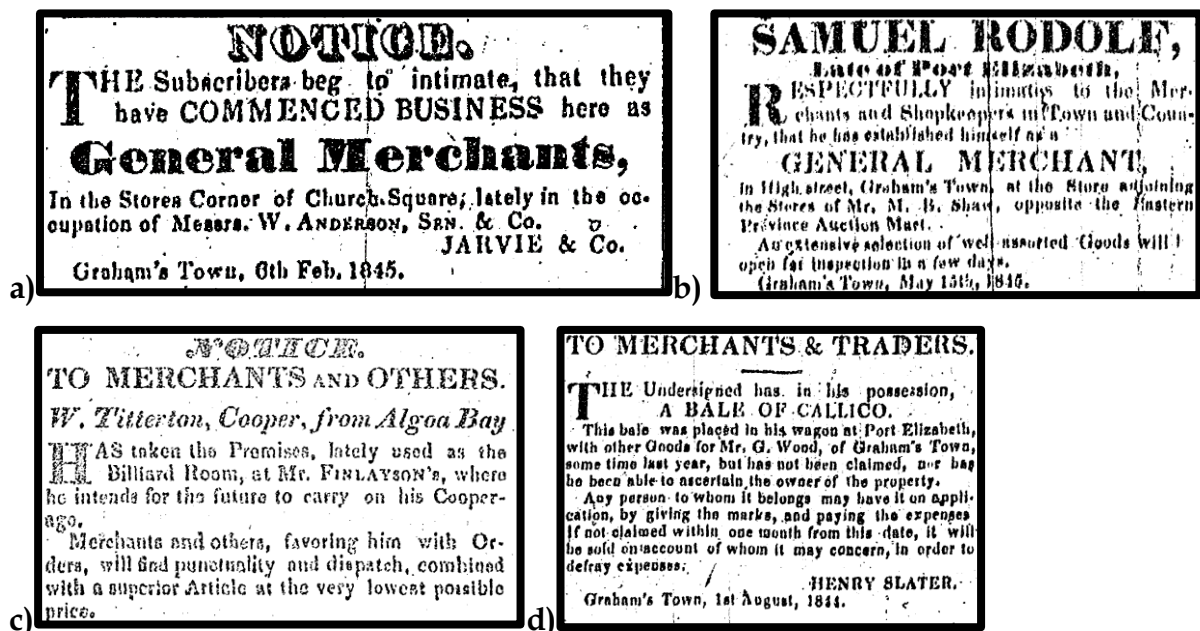 NOTICE.
THE Subscribers beg to intimate, that they
have COMMENCED BUSINESS here as
General Merchants,
In the Stores Corner of Church Square, lately in the oc-
cupation of Messrs. W. ANDERSON, SEN. & Co.
JARVIE & Co.
Graham's Town, 6th Feb. 1845.
a)
SAMUEL RODOLF,
Late of Port Elizabeth,
RESPECTFULLY intimates to the Mer-
chants and Shopkeepers in Town and Coun-
try, that he has established himself as a
GENERAL MERCHANT,
in High street, Graham's Town, at the Store adjoining
the Stores of Mr. M. B. Shaw, opposite the Eastern
Province Auction Mart.
An extensive selection of well assorted Goods will
open for inspection in a few days.
Graham's Town, May 15th, 1845.
b)
NOTICE.
TO MERCHANTS AND OTHERS.
W. Titterton, Cooper, from Algoa Bay
HAS taken the Premises, lately used as the
Billiard Room, at Mr. FINLAYSON'S, where
he intends for the future to carry on his Cooper-
age.
Merchants and others, favoring him with Or-
ders, will find punctuality and dispatch, combined
with a superior Article at the very lowest possible
price.
c)
TO MERCHANTS & TRADERS.
THE Undersigned has in his possession,
A BALE OF CALLICO.
This bale was placed in his wagon at Port Elizabeth,
with other Goods for Mr. G. Wood, of Graham's Town,
some time last year, but has not been claimed, nor has
he been able to ascertain the owner of the property.
Any person to whom it belongs may have it on appli-
cation, by giving the marks, and paying the expenses
if not claimed within one month from this date, it will
be sold on account of whom it may concern, in order to
defray expenses.
HENRY SLATER.
Graham's Town, 1st August, 1844.
d)